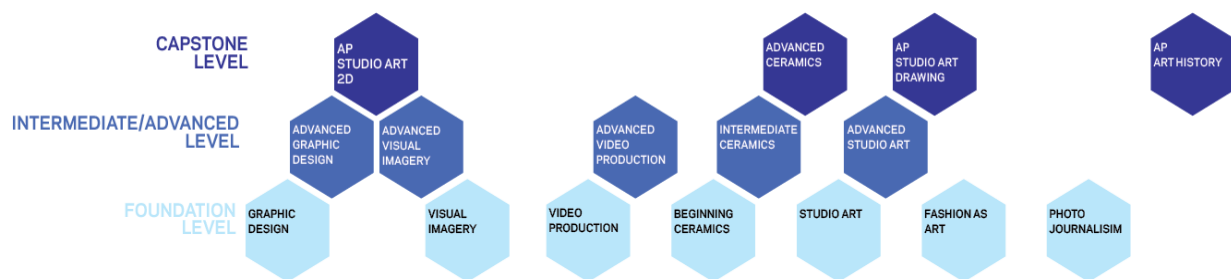 CAPSTONE
LEVEL
AP
STUDIO ART
2D
ADVANCED
CERAMICS
AP
STUDIO ART
DRAWING
AP
ART HISTORY
INTERMEDIATE/ADVANCED
LEVEL
ADVANCED
GRAPHIC
DESIGN
ADVANCED
VISUAL
IMAGERY
ADVANCED
VIDEO
PRODUCTION
INTERMEDIATE
CERAMICS
ADVANCED
STUDIO ART
FOUNDATION
LEVEL
GRAPHIC
DESIGN
VISUAL
IMAGERY
VIDEO
PRODUCTION
BEGINNING
CERAMICS
STUDIO ART
FASHION AS
ART
PHOTO
JOURNALISIM